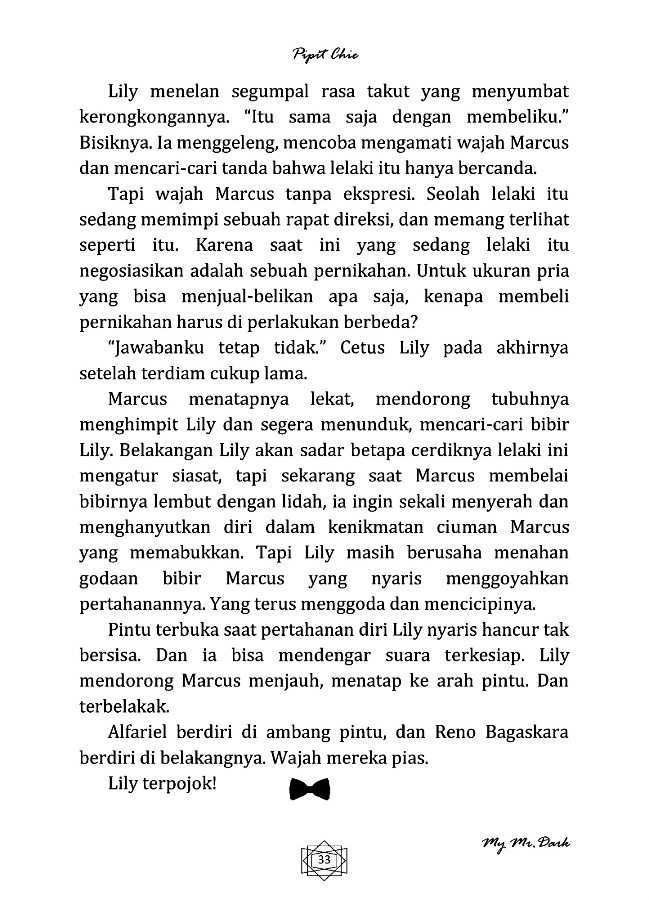 Pipit Chie
Lily menelan segumpal rasa takut yang menyumbat
kerongkongannya. “Itu sama saja dengan membeliku.”
Bisiknya. Ia menggeleng, mencoba mengamati wajah Marcus
dan mencari-cari tanda bahwa lelaki itu hanya bercanda.
Tapi wajah Marcus tanpa ekspresi. Seolah lelaki itu
sedang memimpi sebuah rapat direksi, dan memang terlihat
seperti itu. Karena saat ini yang sedang lelaki itu
negosiasikan adalah sebuah pernikahan. Untuk ukuran pria
yang bisa menjual-belikan apa saja, kenapa membeli
pernikahan harus di perlakukan berbeda?
“Jawabanku tetap tidak.” Cetus Lily pada akhirnya
setelah terdiam cukup lama.
Marcus menatapnya lekat, mendorong tubuhnya
menghimpit Lily dan segera menunduk, mencari-cari bibir
Lily. Belakangan Lily akan sadar betapa cerdiknya lelaki ini
mengatur siasat, tapi sekarang saat Marcus membelai
bibirnya lembut dengan lidah, ia ingin sekali menyerah dan
menghanyutkan diri dalam kenikmatan ciuman Marcus
yang memabukkan. Tapi Lily masih berusaha menahan
godaan bibir Marcus yang nyaris menggoyahkan
pertahanannya. Yang terus menggoda dan mencicipinya.
Pintu terbuka saat pertahanan diri Lily nyaris hancur tak
bersisa. Dan ia bisa mendengar suara terkesiap. Lily
mendorong Marcus menjauh, menatap ke arah pintu. Dan
terbelakak.
Alfariel berdiri di ambang pintu, dan Reno Bagaskara
berdiri di belakangnya. Wajah mereka pias.
Lily terpojok!
My Mr. Dark
33